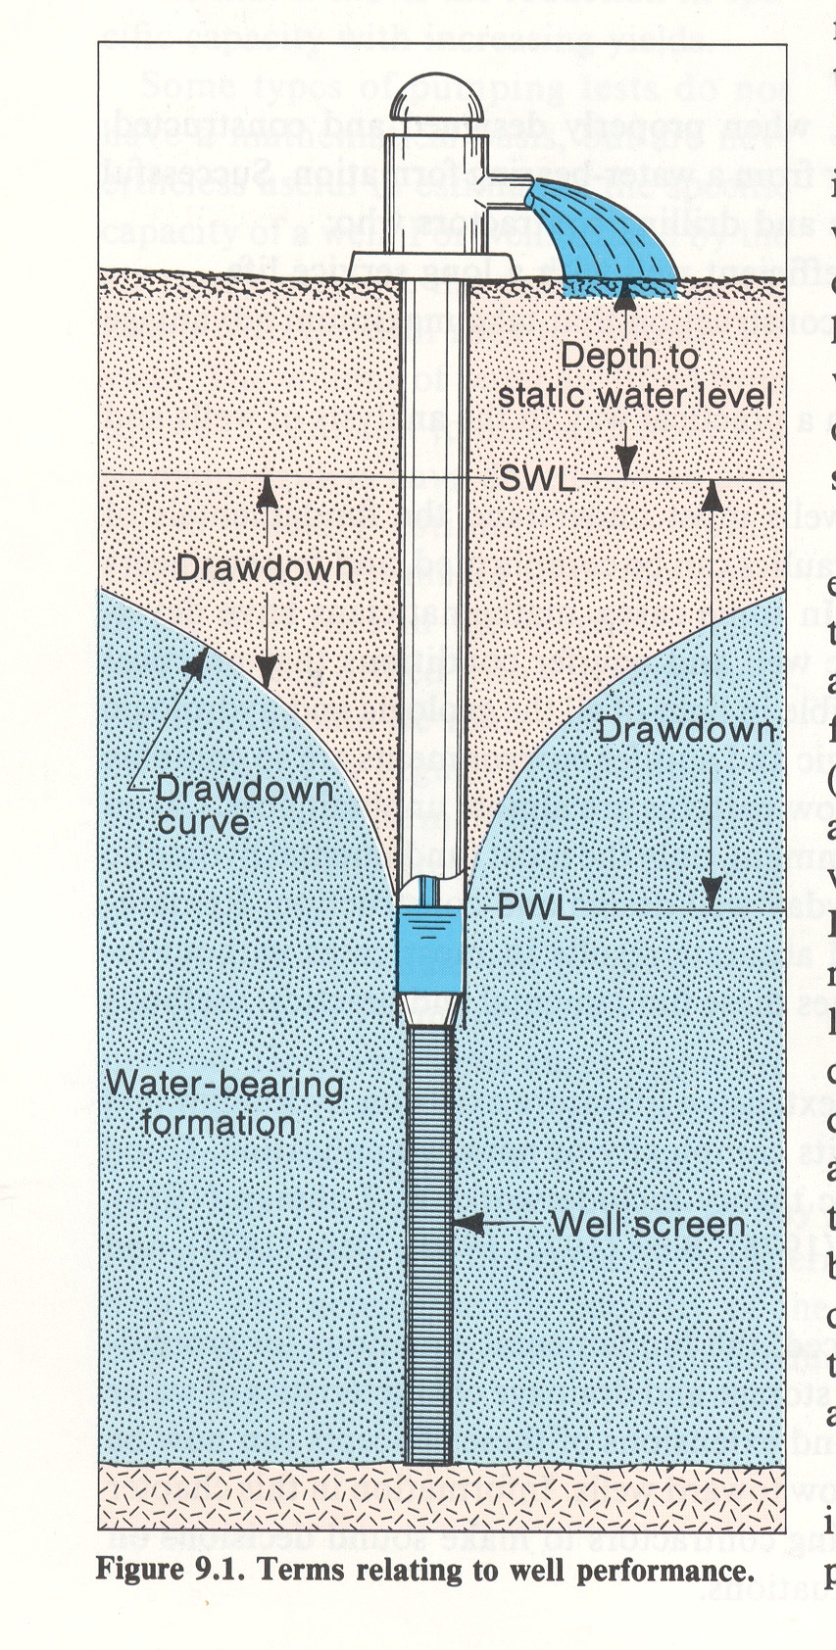 Depth to
static water level
SWL
Drawdown
Drawdown
Drawdown
curve
PWL
Water-bearing
formation
Well screen
Figure 9.1. Terms relating to well performance.